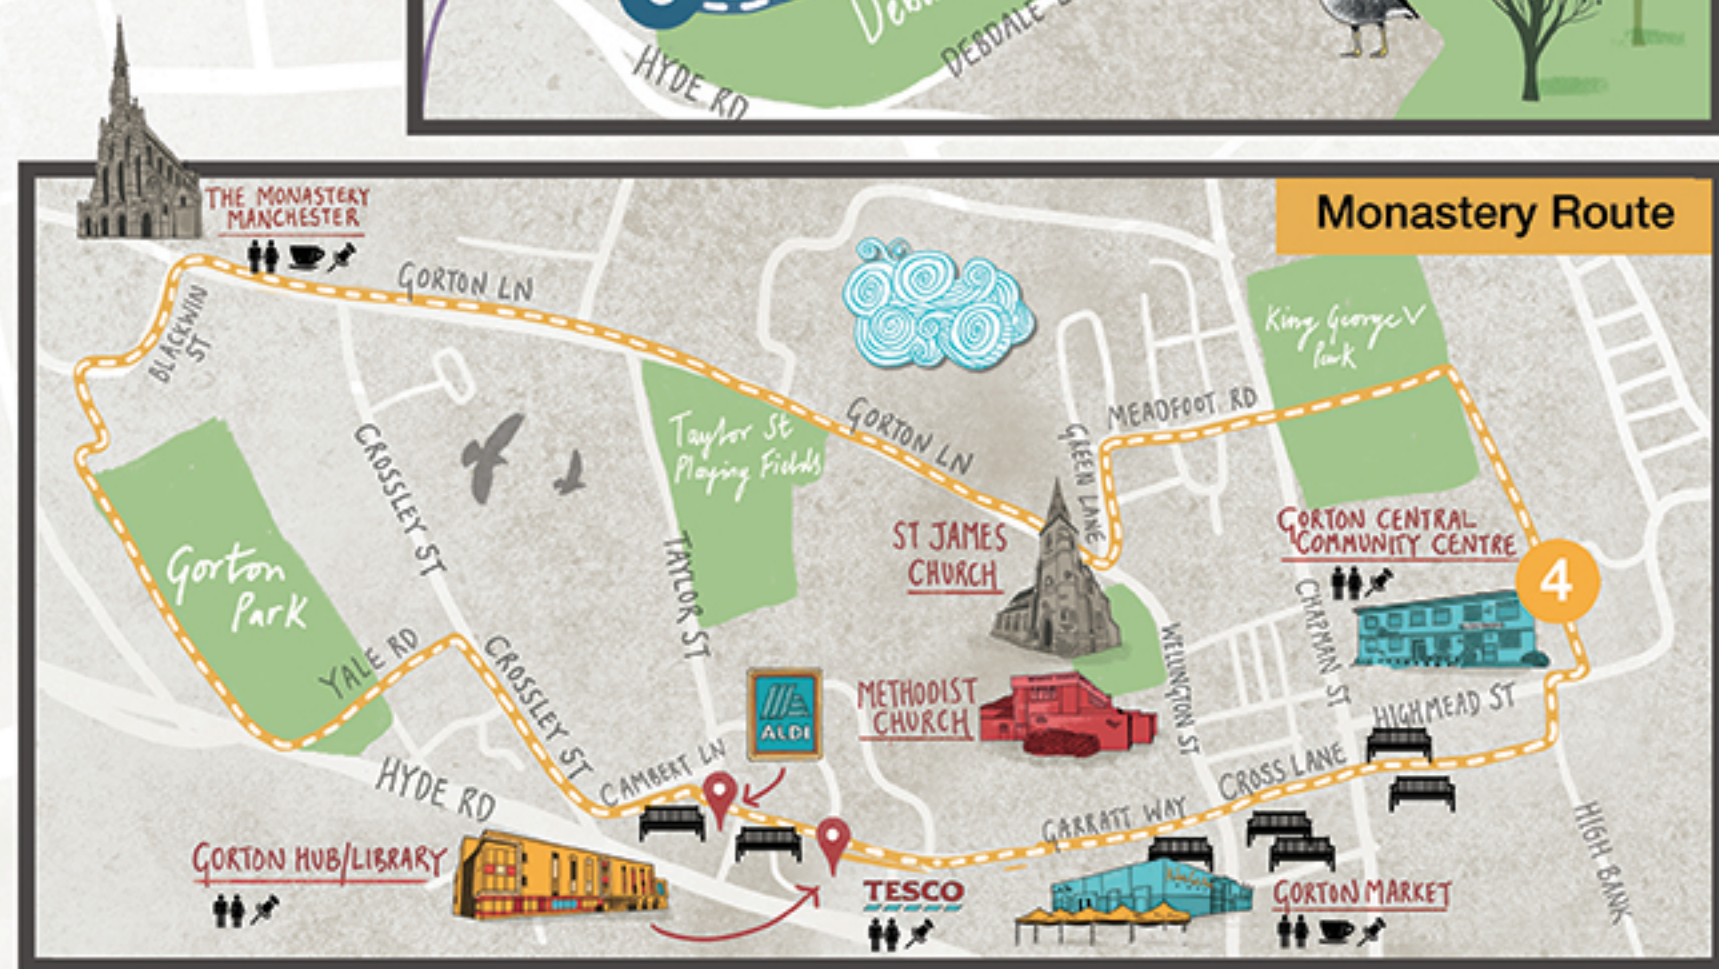 HYDE RD
DEBDALE
Monastery Route
THE MONASTERY
MANCHESTER
GORTON LN
BLACKWIN
ST
King George V
Park
MEADFOOT RD
Taylor St
Playing Fields
GORTON LN
GREEN LANE
CROSSLEY ST
ST JAMES
CHURCH
GORTON CENTRAL
COMMUNITY CENTRE
4
Gorton
Park
TAYLOR ST
CHAPMAN ST
YALE RD
CROSSLEY ST
WELLINGTON ST
METHODIST
CHURCH
ALDI
HIGHMEAD ST
CAMBERT LN
HYDE RD
CROSS LANE
GARRATT WAY
HIGH BANK
GORTON HUB/LIBRARY
TESCO
GORTON MARKET